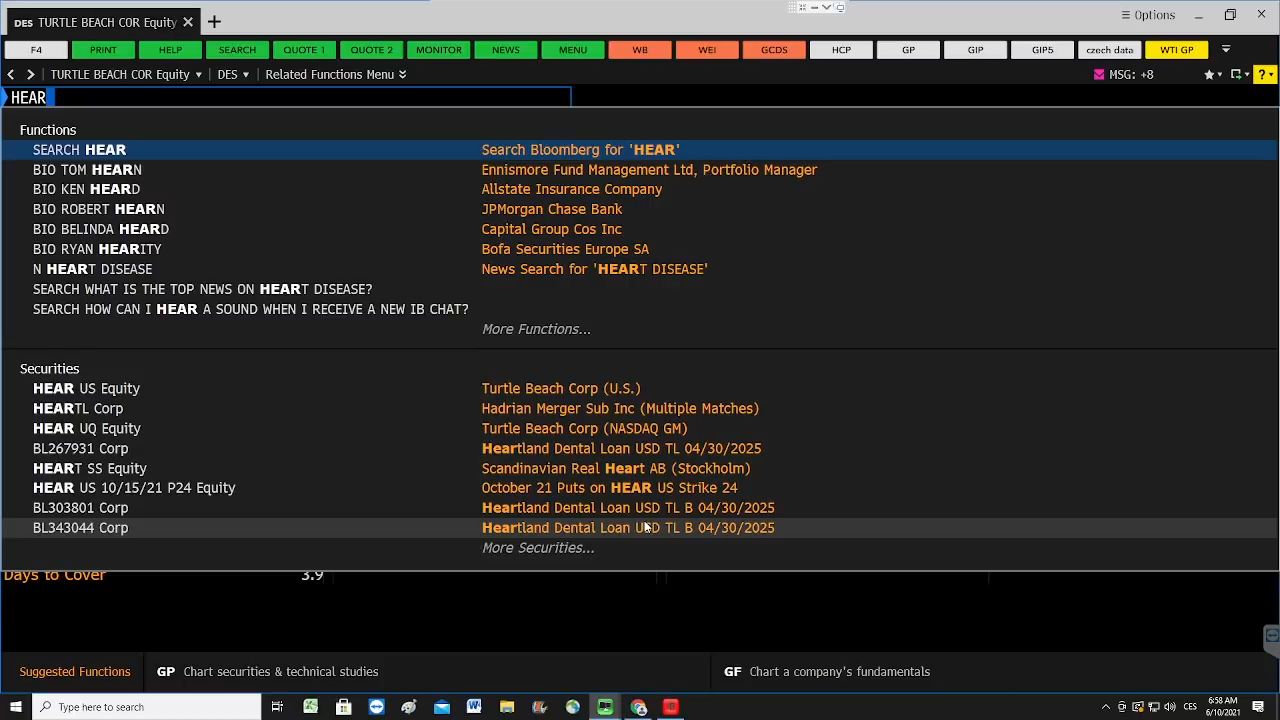 DES TURTLE BEACH COR Equity
Options
F4 PRINT HELP SEARCH QUOTE 1 QUOTE 2 MONITOR NEWS MENU WB WEI GCDS HCP GP GIP GIP5 czech data WTI GP
TURTLE BEACH COR Equity DES Related Functions Menu MSG: +8 ?
HEAR
Functions
SEARCH HEAR Search Bloomberg for 'HEAR'
BIO TOM HEARN Ennismore Fund Management Ltd, Portfolio Manager
BIO KEN HEARD Allstate Insurance Company
BIO ROBERT HEARN JPMorgan Chase Bank
BIO BELINDA HEARD Capital Group Cos Inc
BIO RYAN HEARITY Bofa Securities Europe SA
N HEART DISEASE News Search for 'HEART DISEASE'
SEARCH WHAT IS THE TOP NEWS ON HEART DISEASE?
SEARCH HOW CAN I HEAR A SOUND WHEN I RECEIVE A NEW IB CHAT?
More Functions...
Securities
HEAR US Equity Turtle Beach Corp (U.S.)
HEARTL Corp Hadrian Merger Sub Inc (Multiple Matches)
HEAR UQ Equity Turtle Beach Corp (NASDAQ GM)
BL267931 Corp Heartland Dental Loan USD TL 04/30/2025
HEART SS Equity Scandinavian Real Heart AB (Stockholm)
HEAR US 10/15/21 P24 Equity October 21 Puts on HEAR US Strike 24
BL303801 Corp Heartland Dental Loan USD TL B 04/30/2025
BL343044 Corp Heartland Dental Loan USD TL B 04/30/2025
More Securities...
Days to Cover 3.9
Suggested Functions GP Chart securities & technical studies GF Chart a company's fundamentals
Type here to search
CES
6:58 AM
6/10/2021